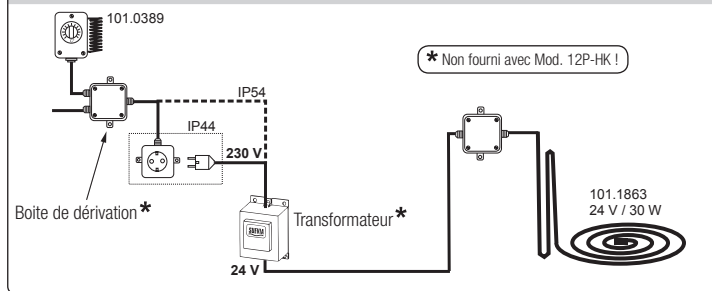 101.0389
* Non fourni avec Mod. 12P-HK !
IP54
IP44
230 V
Boite de dérivation*
Transformateur*
SUEVIA
24 V
101.1863
24 V / 30 W